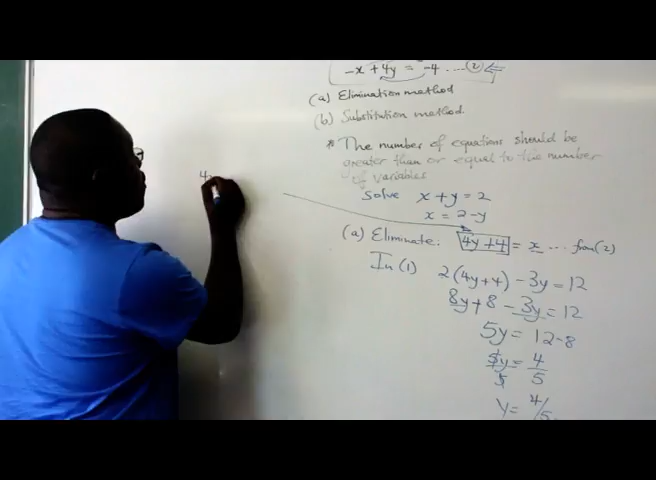 -x + 4y = -4 ....(2)
(a) Elimination method
(b) Substitution method.
* The number of equations should be
greater than or equal to the number
of variables
Solve x + y = 2
x = 2 - y
(a) Eliminate: 4y + 4 = x ... from (2)
In (1) 2(4y + 4) - 3y = 12
8y + 8 - 3y = 12
5y = 12 - 8
5y/5 = 4/5
y = 4/5
4